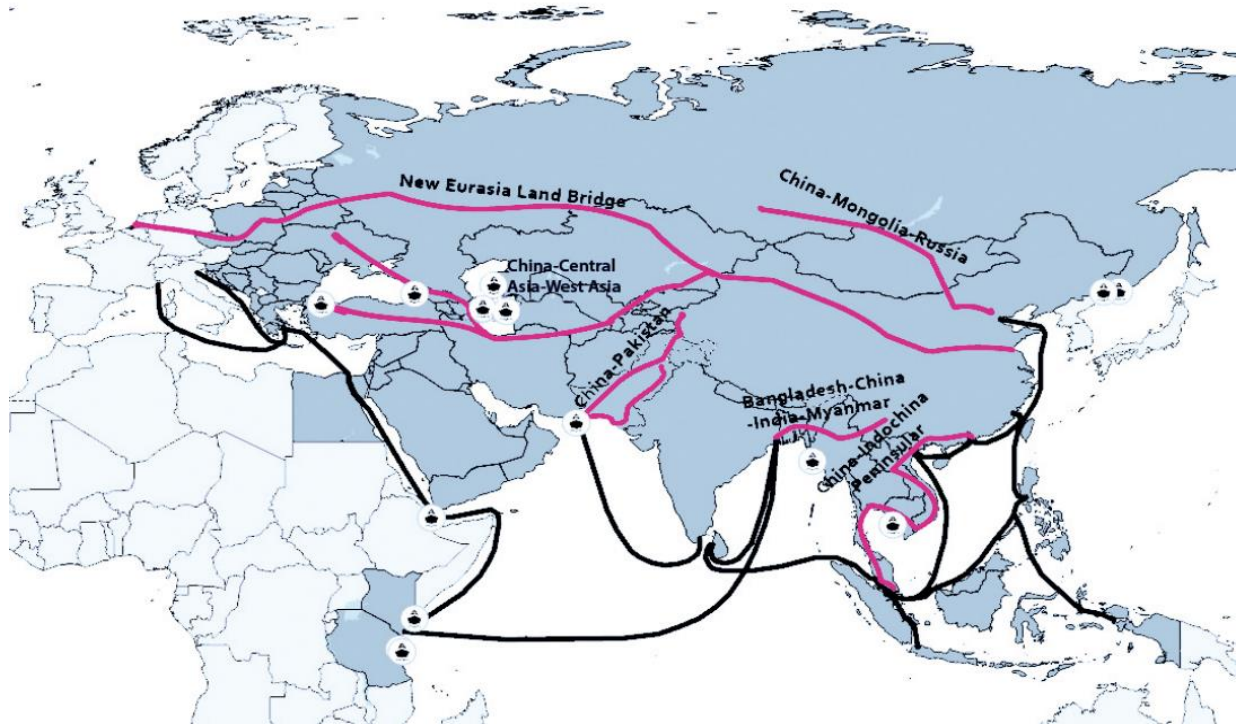 New Eurasia Land Bridge
China-Mongolia-Russia
China-Central
Asia-West Asia
China-Pakistan
Bangladesh-China
-India-Myanmar
China-Indochina
Peninsular